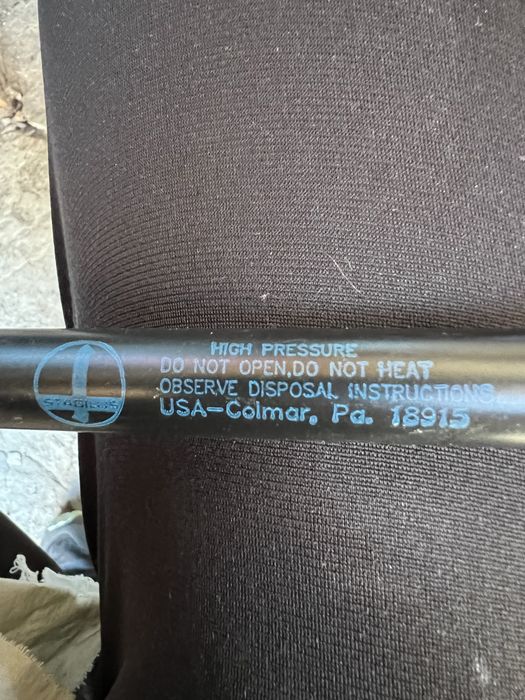 HIGH PRESSURE
DO NOT OPEN.DO NOT HEAT
OBSERVE DISPOSAL INSTRUCTIONS
USA-Colmar, Pa. 18915
STABILUS